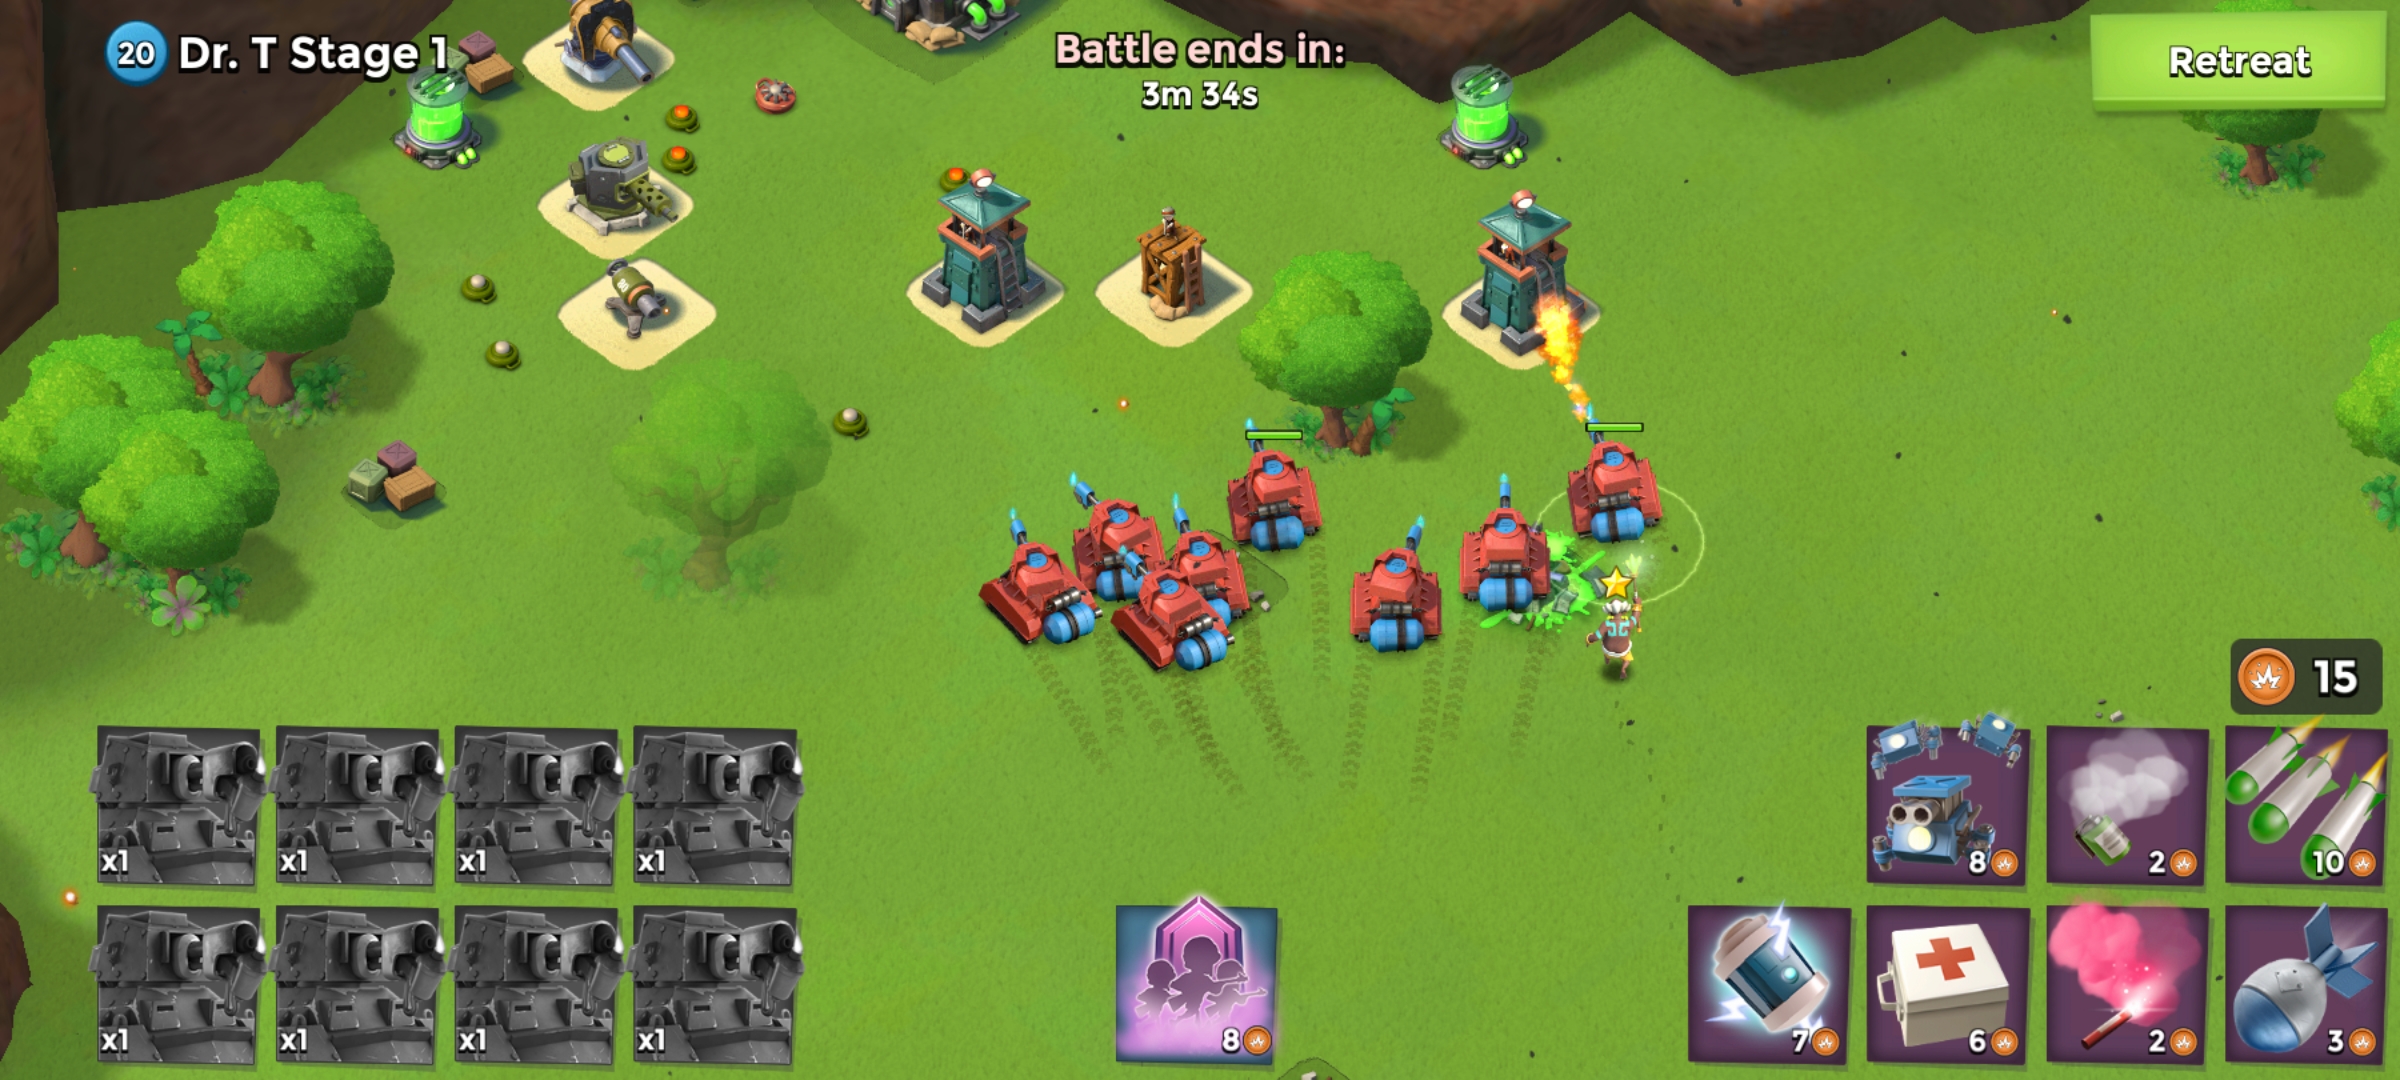 20 Dr. T Stage 1
Battle ends in:
3m 34s
Retreat
15
x1 x1 x1 x1
8 2 10
x1 x1 x1 x1
8
7 6 2 3